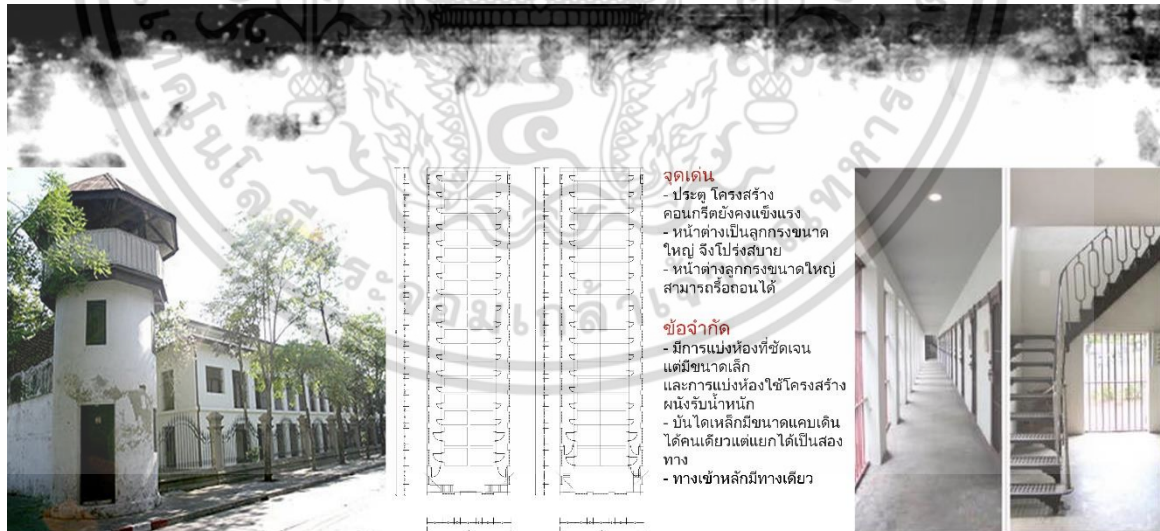 จุดเด่น
- ประตู โครงสร้าง
คอนกรีตยังคงแข็งแรง
- หน้าต่างเป็นลูกกรงขนาด
ใหญ่ จึงโปร่งสบาย
- หน้าต่างลูกกรงขนาดใหญ่
สามารถรื้อถอนได้
ข้อจำกัด
- มีการแบ่งห้องที่ชัดเจน
แต่มีขนาดเล็ก
และการแบ่งห้องใช้โครงสร้าง
ผนังรับน้ำหนัก
- บันไดเหล็กมีขนาดแคบเดิน
ได้คนเดียวแต่แยกได้เป็นสอง
ทาง
- ทางเข้าหลักมีทางเดียว